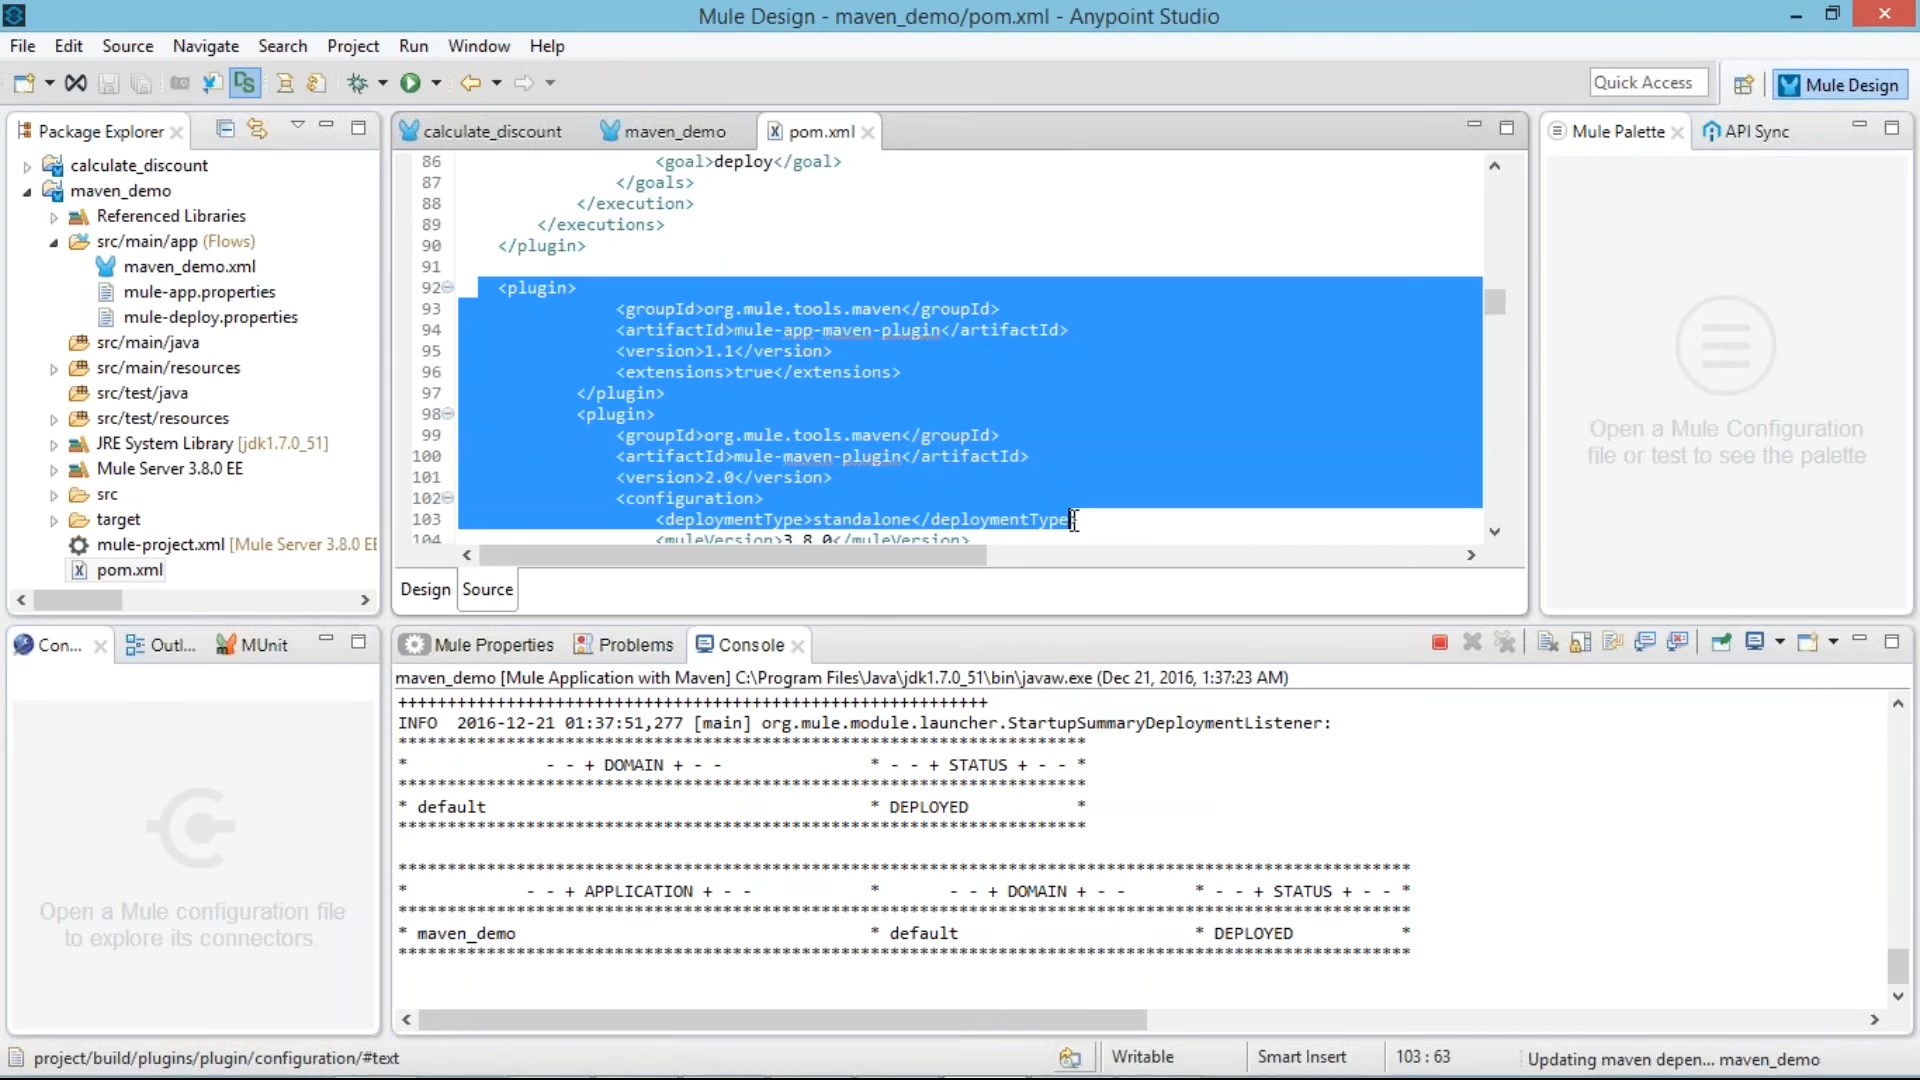 Mule Design - maven_demo/pom.xml - Anypoint Studio
File Edit Source Navigate Search Project Run Window Help
Quick Access
Mule Design
Package Explorer
calculate_discount
maven_demo
Referenced Libraries
src/main/app (Flows)
maven_demo.xml
mule-app.properties
mule-deploy.properties
src/main/java
src/main/resources
src/test/java
src/test/resources
JRE System Library [jdk1.7.0_51]
Mule Server 3.8.0 EE
src
target
mule-project.xml [Mule Server 3.8.0 EE
pom.xml
calculate_discount maven_demo pom.xml
86 <goal>deploy</goal>
87 </goals>
88 </execution>
89 </executions>
90 </plugin>
91
92 <plugin>
93 <groupId>org.mule.tools.maven</groupId>
94 <artifactId>mule-app-maven-plugin</artifactId>
95 <version>1.1</version>
96 <extensions>true</extensions>
97 </plugin>
98 <plugin>
99 <groupId>org.mule.tools.maven</groupId>
100 <artifactId>mule-maven-plugin</artifactId>
101 <version>2.0</version>
102 <configuration>
103 <deploymentType>standalone</deploymentType>
104 <muleVersion>3.8.0</muleVersion>
Design Source
Mule Palette API Sync
Open a Mule Configuration
file or test to see the palette
Con... Outl... MUnit
Open a Mule configuration file
to explore its connectors.
Mule Properties Problems Console
maven_demo [Mule Application with Maven] C:\Program Files\Java\jdk1.7.0_51\bin\javaw.exe (Dec 21, 2016, 1:37:23 AM)
++++++++++++++++++++++++++++++++++++++++++++++++++++++++++++
INFO 2016-12-21 01:37:51,277 [main] org.mule.module.launcher.StartupSummaryDeploymentListener:
**********************************************************************
* - - + DOMAIN + - - * - - + STATUS + - - *
**********************************************************************
* default * DEPLOYED *
**********************************************************************
*******************************************************************************************************
* - - + APPLICATION + - - * - - + DOMAIN + - - * - - + STATUS + - - *
*******************************************************************************************************
* maven_demo * default * DEPLOYED *
*******************************************************************************************************
project/build/plugins/plugin/configuration/#text
Writable
Smart Insert
103 : 63
Updating maven depen... maven_demo